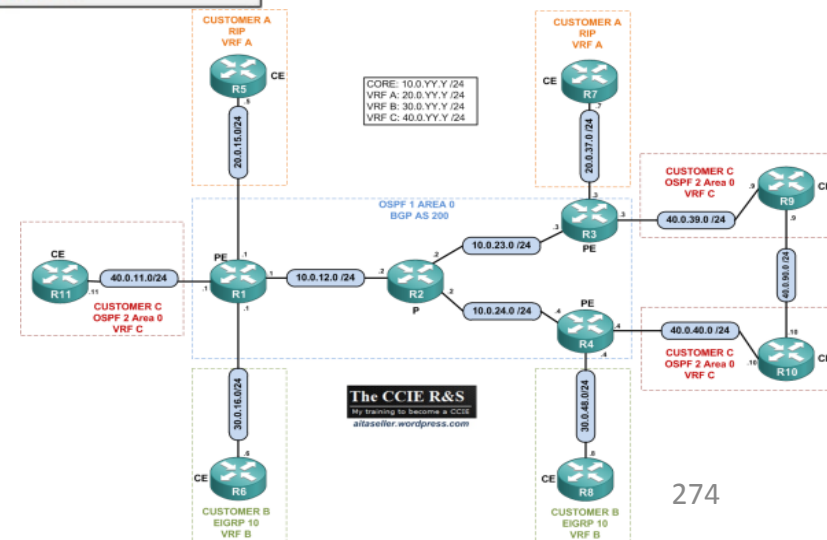 CUSTOMER A
RIP
VRF A
CE
R5
.5
20.0.15.0/24
CUSTOMER A
RIP
VRF A
CE
R7
.7
20.0.37.0 /24
CORE: 10.0.YY.Y /24
VRF A: 20.0.YY.Y /24
VRF B: 30.0.YY.Y /24
VRF C: 40.0.YY.Y /24
CUSTOMER C
OSPF 2 Area 0
VRF C
.9
R9
CE
.9
OSPF 1 AREA 0
BGP AS 200
.3
.3
R3
.3
PE
40.0.39.0 /24
10.0.23.0 /24
CE
R11
.11
40.0.11.0/24
CUSTOMER C
OSPF 2 Area 0
VRF C
PE
.1
.1
R1
.1
.1
10.0.12.0 /24
.2
.2
R2
.2
P
10.0.24.0 /24
40.0.90.0 /24
PE
.4
R4
.4
.4
40.0.40.0 /24
.10
.10
R10
CE
CUSTOMER C
OSPF 2 Area 0
VRF C
The CCIE R&S
My training to become a CCIE
aitaseller.wordpress.com
30.0.16.0/24
.6
CE
R6
CUSTOMER B
EIGRP 10
VRF B
30.0.48.0/24
.8
CE
R8
CUSTOMER B
EIGRP 10
VRF B
274